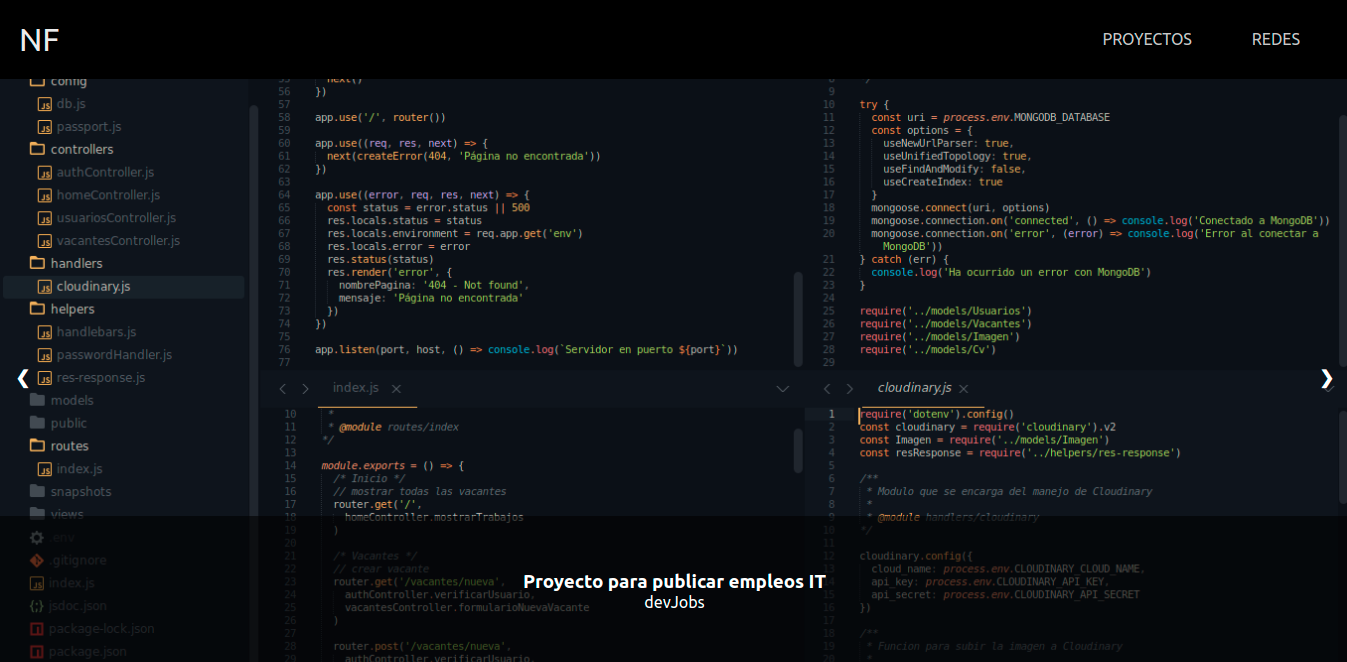 NF
PROYECTOS
REDES
config
db.js
passport.js
controllers
authController.js
homeController.js
usuariosController.js
vacantesController.js
handlers
cloudinary.js
helpers
handlebars.js
passwordHandler.js
res-response.js
models
public
routes
index.js
snapshots
views
.env
.gitignore
index.js
jsdoc.json
package-lock.json
package.json
55 next()
56 })
57
58 app.use('/', router())
59
60 app.use((req, res, next) => {
61 next(createError(404, 'Página no encontrada'))
62 })
63
64 app.use((error, req, res, next) => {
65 const status = error.status || 500
66 res.locals.status = status
67 res.locals.environment = req.app.get('env')
68 res.locals.error = error
69 res.status(status)
70 res.render('error', {
71 nombrePagina: '404 - Not found',
72 mensaje: 'Página no encontrada'
73 })
74 })
75
76 app.listen(port, host, () => console.log(`Servidor en puerto ${port}`))
77
8 */
9
10 try {
11 const uri = process.env.MONGODB_DATABASE
12 const options = {
13 useNewUrlParser: true,
14 useUnifiedTopology: true,
15 useFindAndModify: false,
16 useCreateIndex: true
17 }
18 mongoose.connect(uri, options)
19 mongoose.connection.on('connected', () => console.log('Conectado a MongoDB'))
20 mongoose.connection.on('error', (error) => console.log('Error al conectar a
MongoDB'))
21 } catch (err) {
22 console.log('Ha ocurrido un error con MongoDB')
23 }
24
25 require('../models/Usuarios')
26 require('../models/Vacantes')
27 require('../models/Imagen')
28 require('../models/Cv')
29
index.js
10 *
11 * @module routes/index
12 */
13
14 module.exports = () => {
15 /* Inicio */
16 // mostrar todas las vacantes
17 router.get('/',
18 homeController.mostrarTrabajos
19 )
20
21 /* Vacantes */
22 // crear vacante
23 router.get('/vacantes/nueva',
24 authController.verificarUsuario,
25 vacantesController.formularioNuevaVacante
26 )
27
28 router.post('/vacantes/nueva',
29 authController.verificarUsuario,
cloudinary.js
1 require('dotenv').config()
2 const cloudinary = require('cloudinary').v2
3 const Imagen = require('../models/Imagen')
4 const resResponse = require('../helpers/res-response')
5
6 /**
7 * Modulo que se encarga del manejo de Cloudinary
8 *
9 * @module handlers/cloudinary
10 */
11
12 cloudinary.config({
13 cloud_name: process.env.CLOUDINARY_CLOUD_NAME,
14 api_key: process.env.CLOUDINARY_API_KEY,
15 api_secret: process.env.CLOUDINARY_API_SECRET
16 })
17
18 /**
19 * Funcion para subir la imagen a Cloudinary
20 *
Proyecto para publicar empleos IT
devJobs